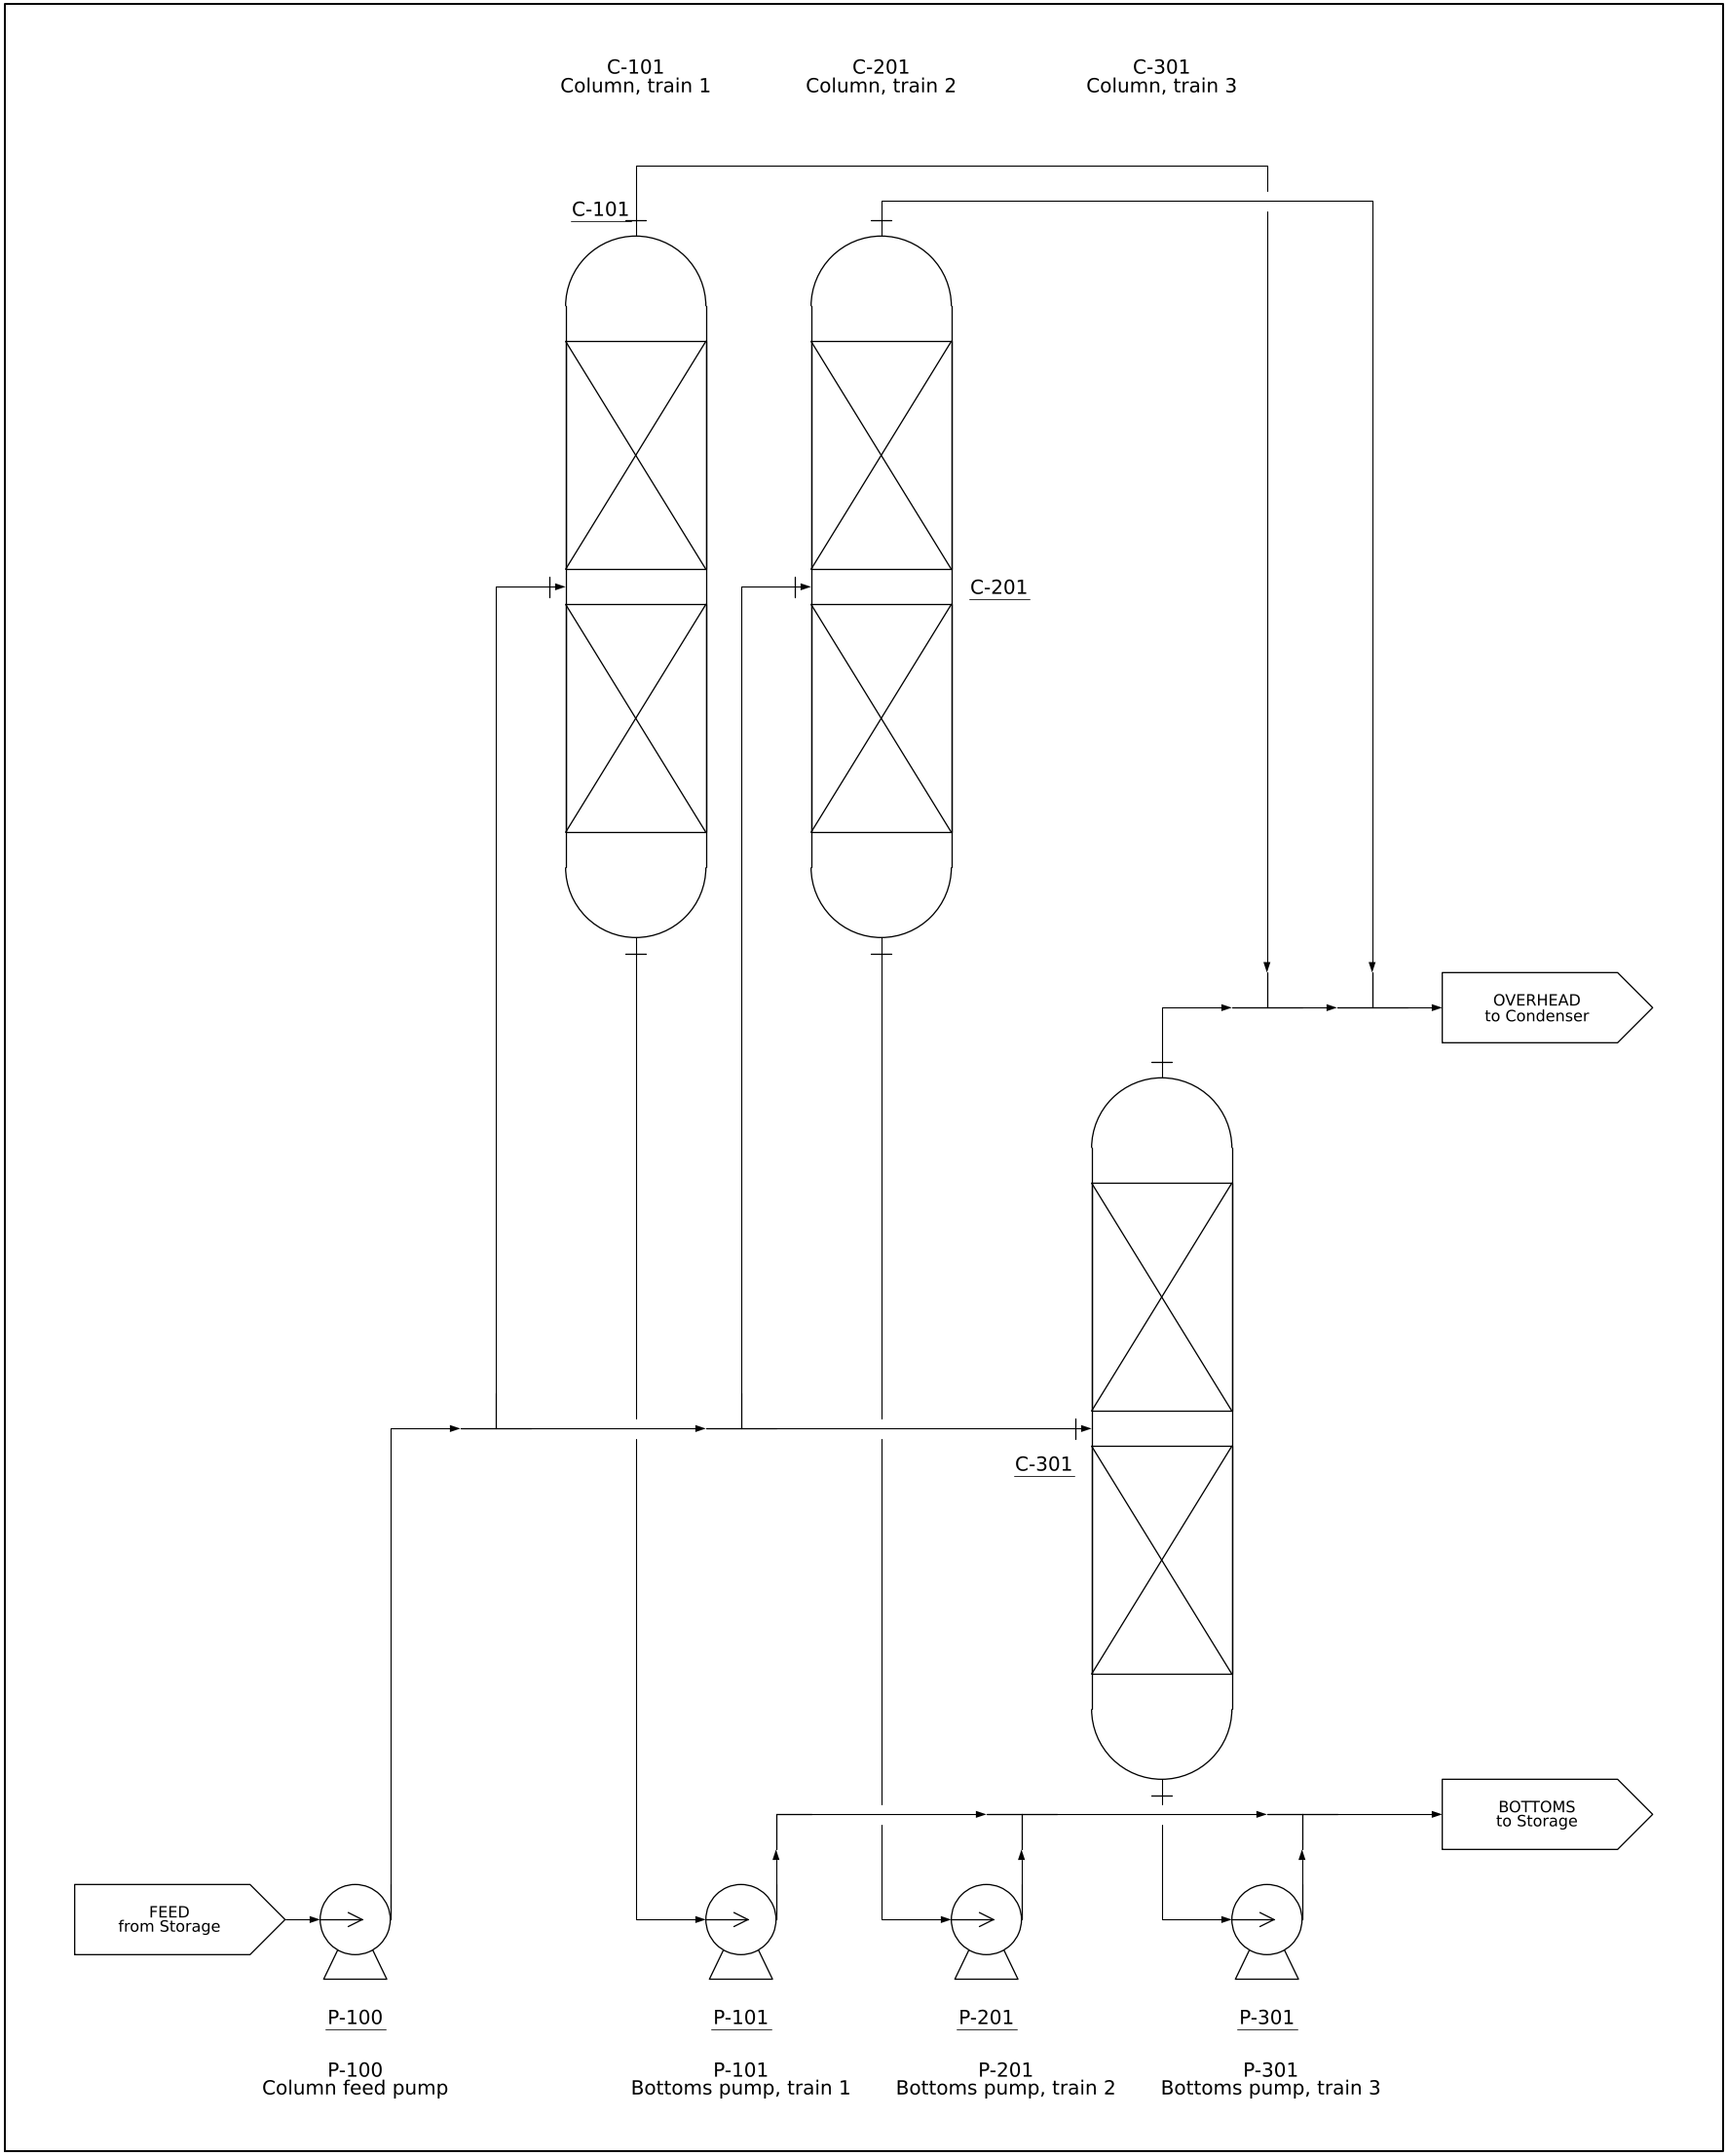 C-101
Column, train 1
C-201
Column, train 2
C-301
Column, train 3
C-101
C-201
OVERHEAD
to Condenser
C-301
BOTTOMS
to Storage
FEED
from Storage
P-100
P-101
P-201
P-301
P-100
Column feed pump
P-101
Bottoms pump, train 1
P-201
Bottoms pump, train 2
P-301
Bottoms pump, train 3